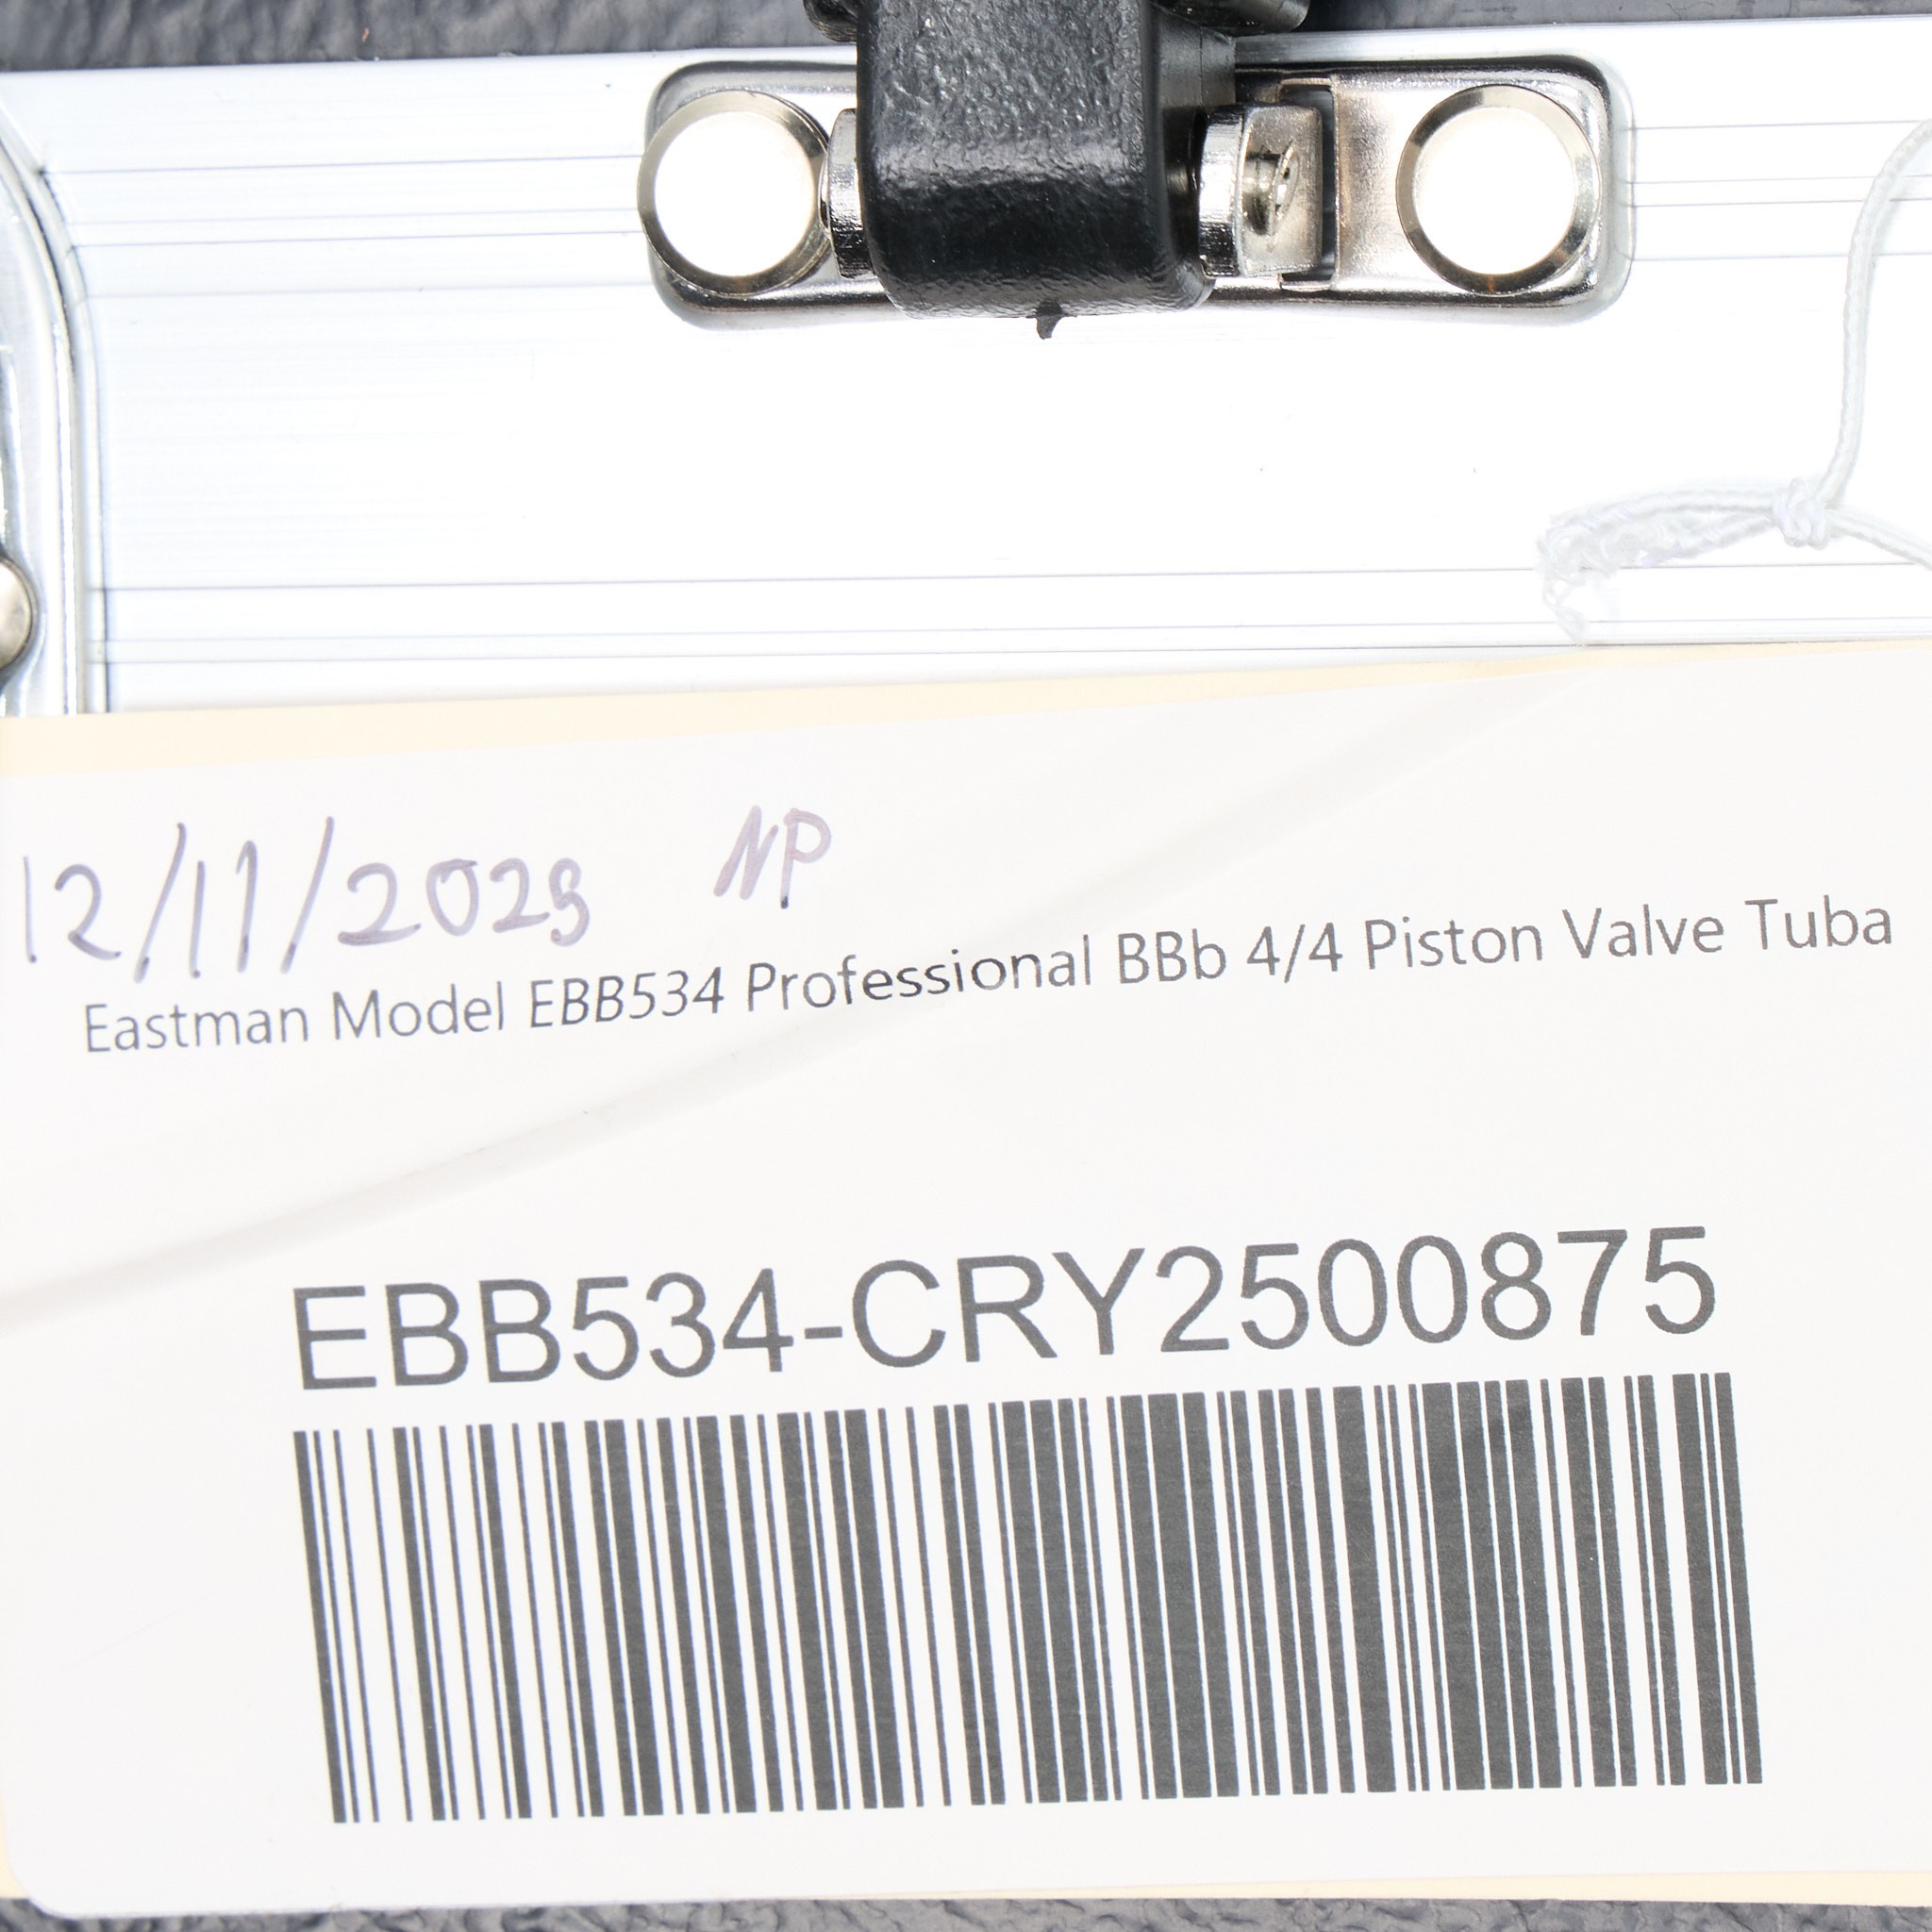 12/11/2023 NP
Eastman Model EBB534 Professional BBb 4/4 Piston Valve Tuba
EBB534-CRY2500875